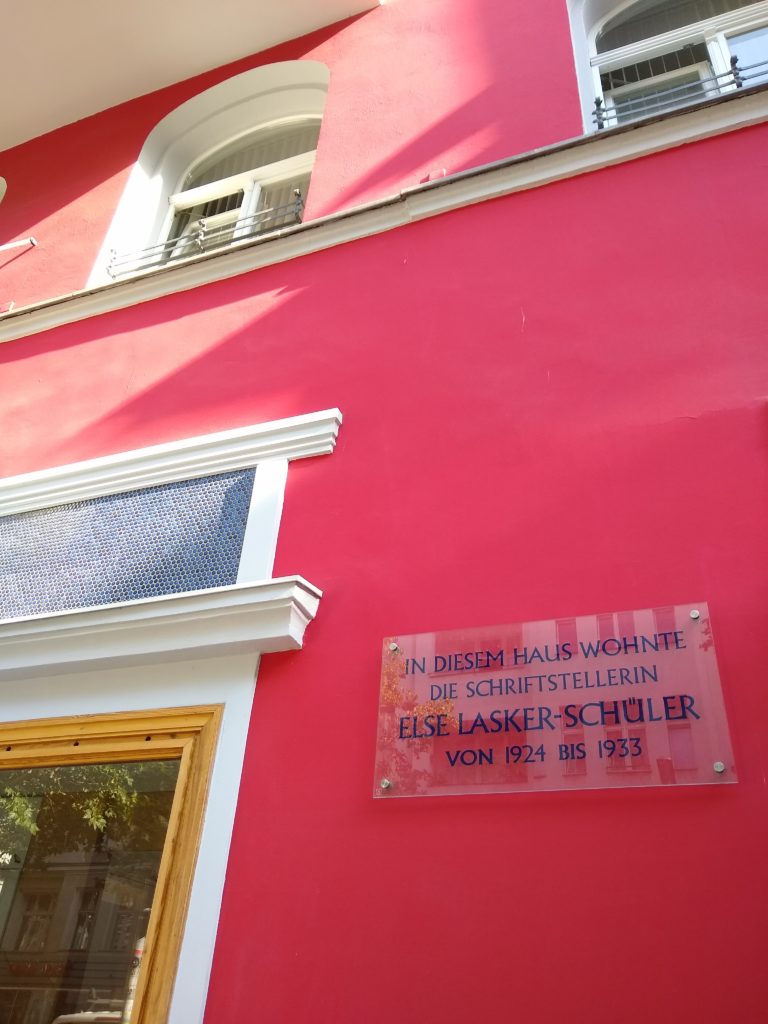 IN DIESEM HAUS WOHNTE
DIE SCHRIFTSTELLERIN
ELSE LASKER-SCHÜLER
VON 1924 BIS 1933